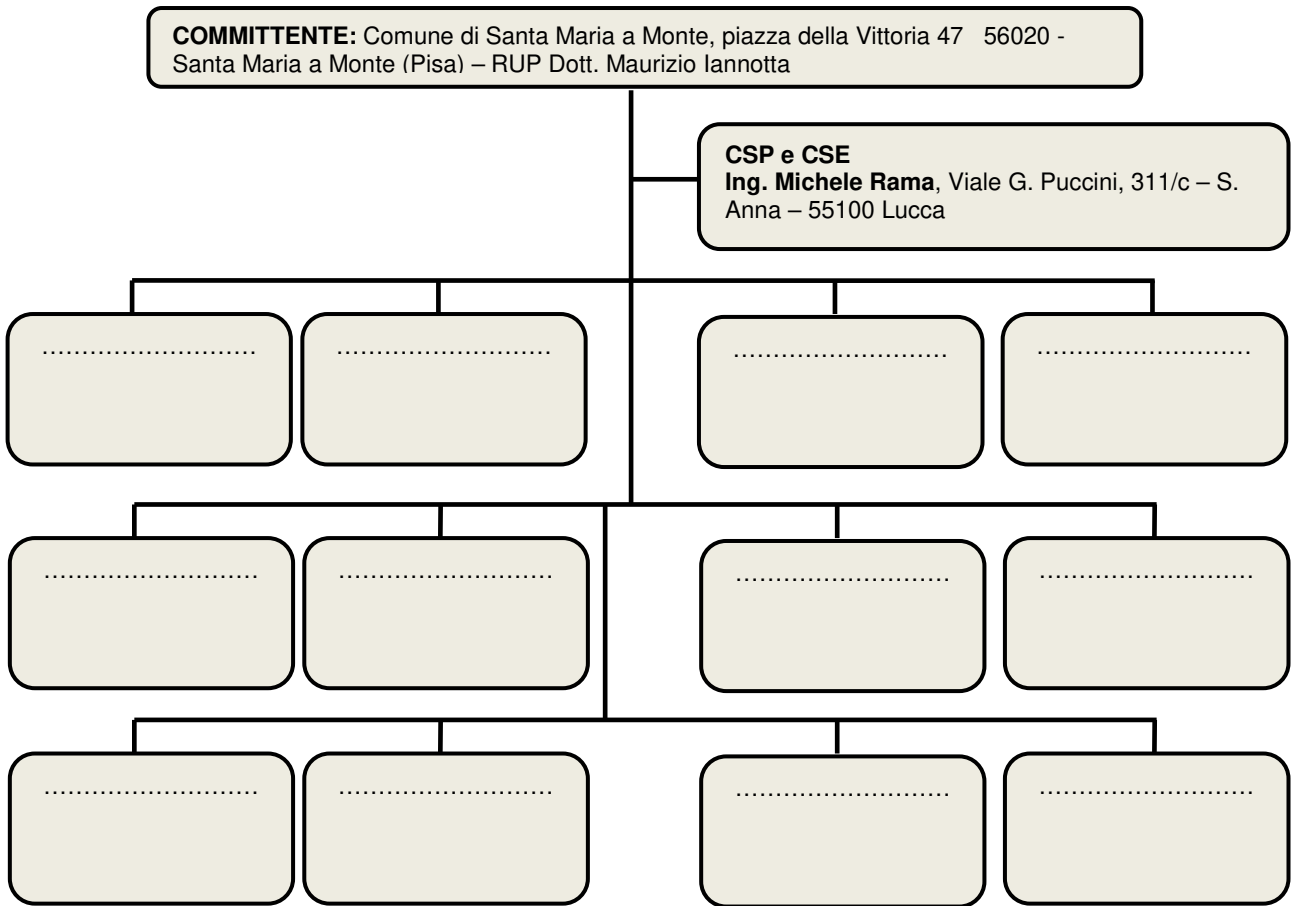 COMMITTENTE: Comune di Santa Maria a Monte, piazza della Vittoria 47 56020 -
Santa Maria a Monte (Pisa) – RUP Dott. Maurizio Iannotta
CSP e CSE
Ing. Michele Rama, Viale G. Puccini, 311/c – S.
Anna – 55100 Lucca
………………………
………………………
………………………
………………………
………………………
………………………
………………………
………………………
………………………
………………………
………………………
………………………